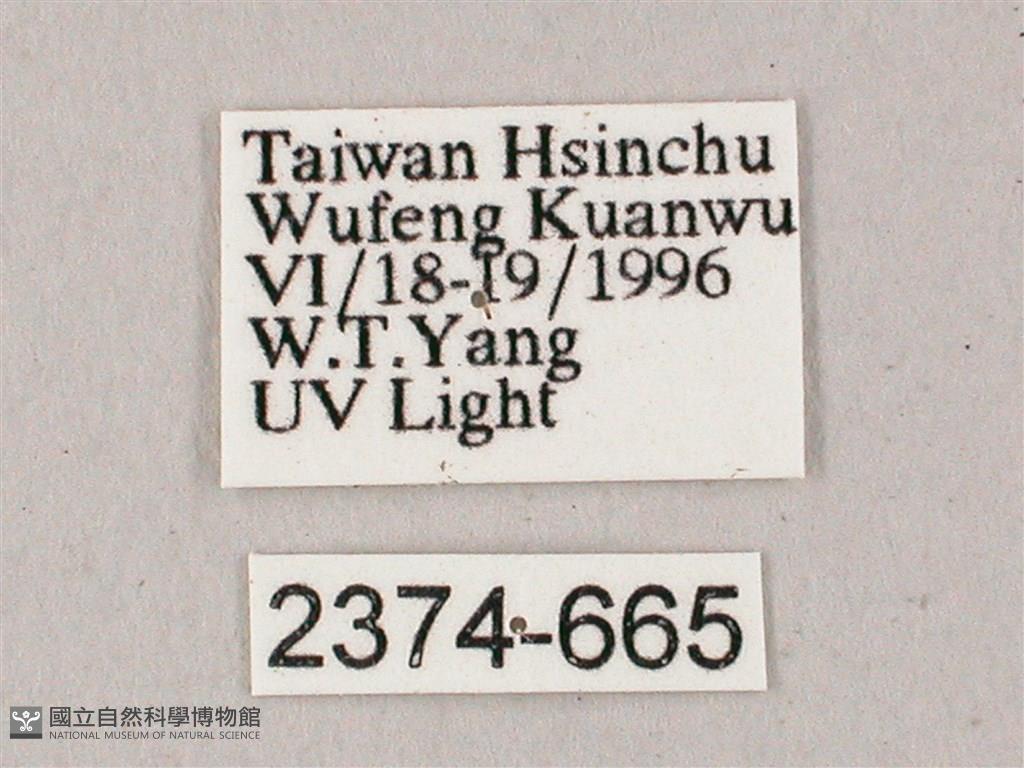 Taiwan Hsinchu
Wufeng Kuanwu
VI/18-19/1996
W.T.Yang
UV Light
2374-665
國立自然科學博物館
NATIONAL MUSEUM OF NATURAL SCIENCE